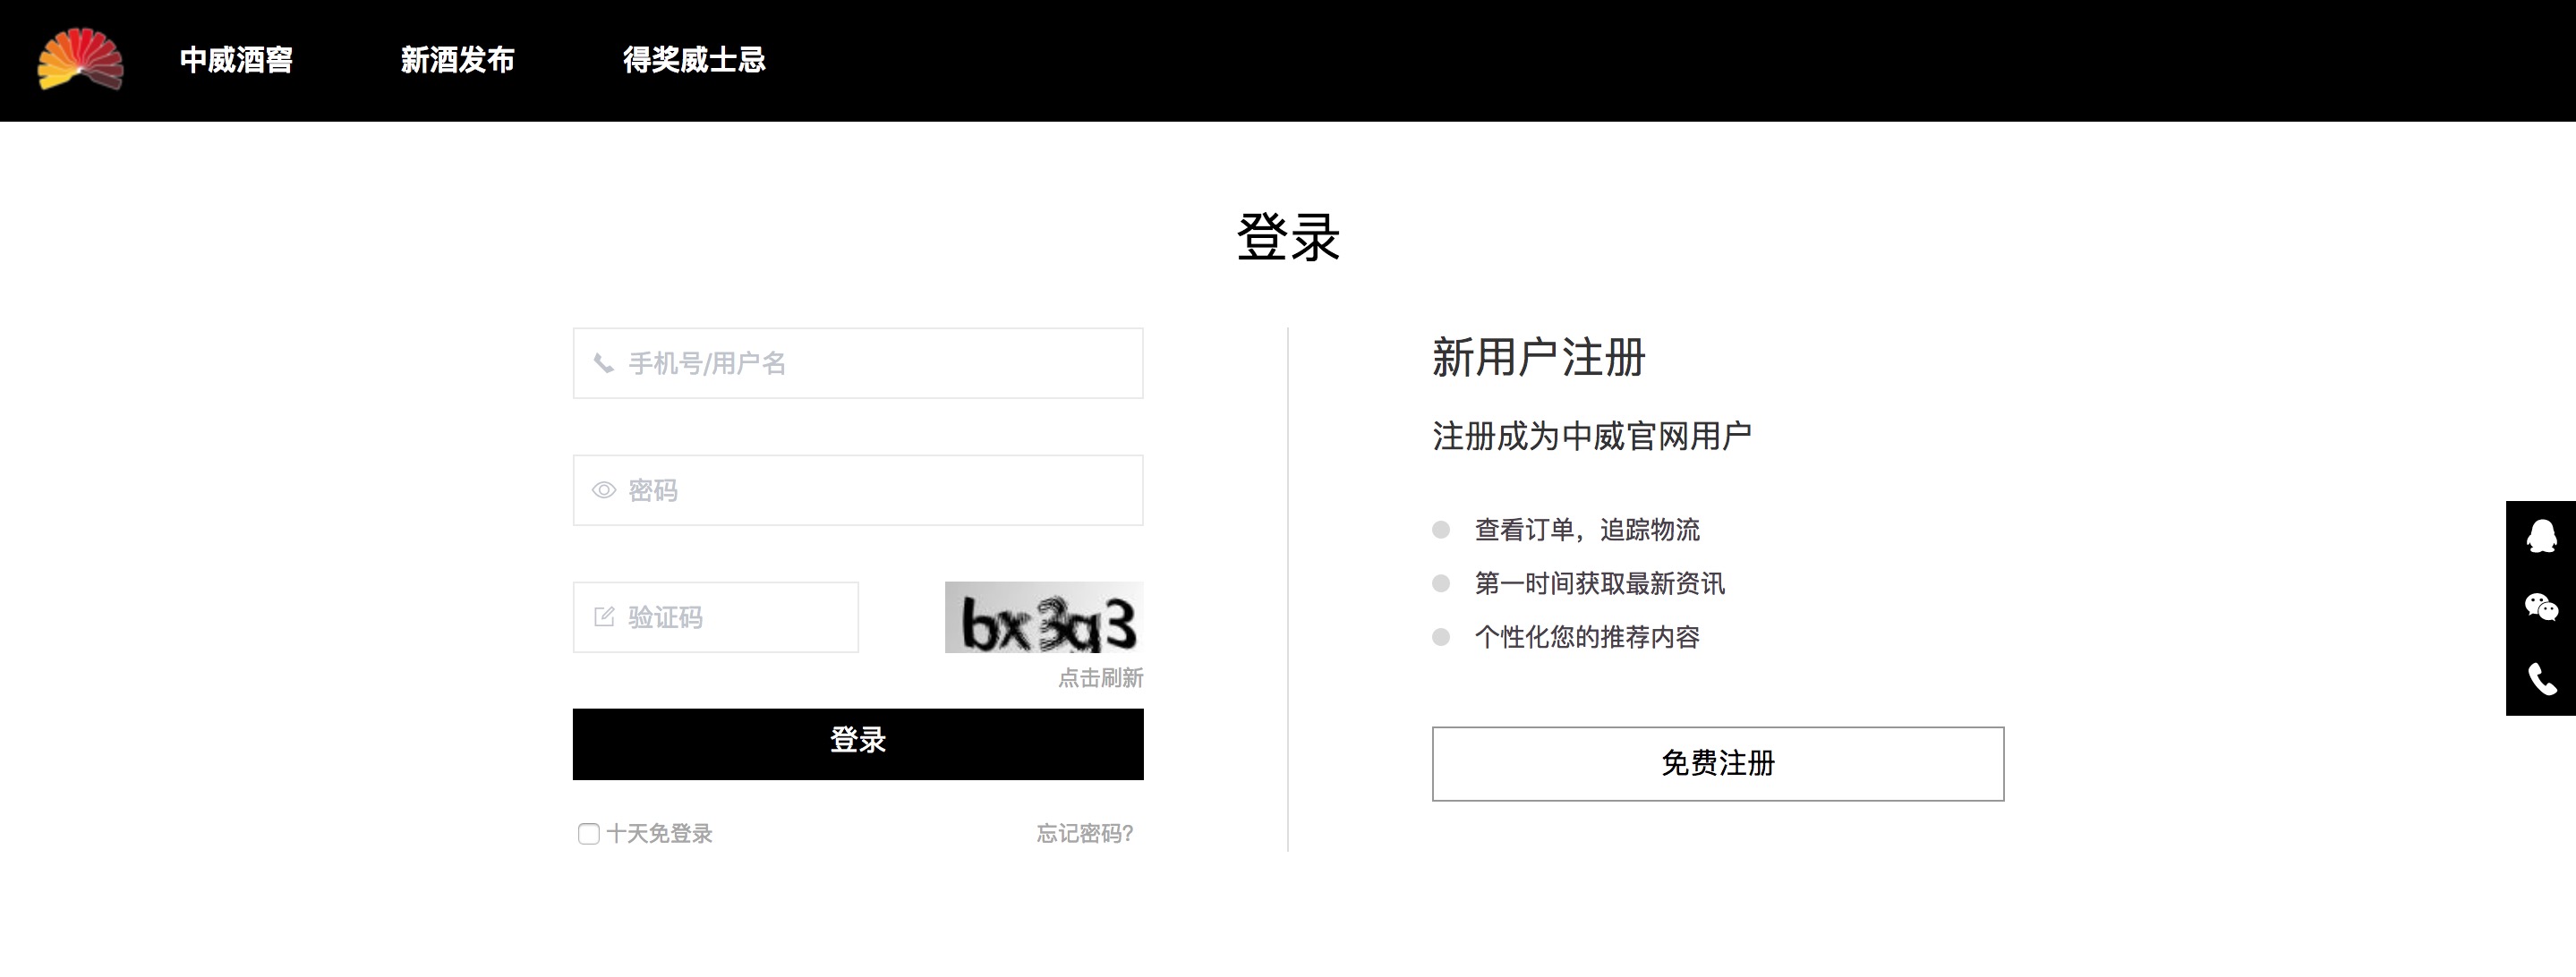 中威酒窖
新酒发布
得奖威士忌
登录
手机号/用户名
密码
验证码
点击刷新
登录
十天免登录
忘记密码?
新用户注册
注册成为中威官网用户
查看订单，追踪物流
第一时间获取最新资讯
个性化您的推荐内容
免费注册